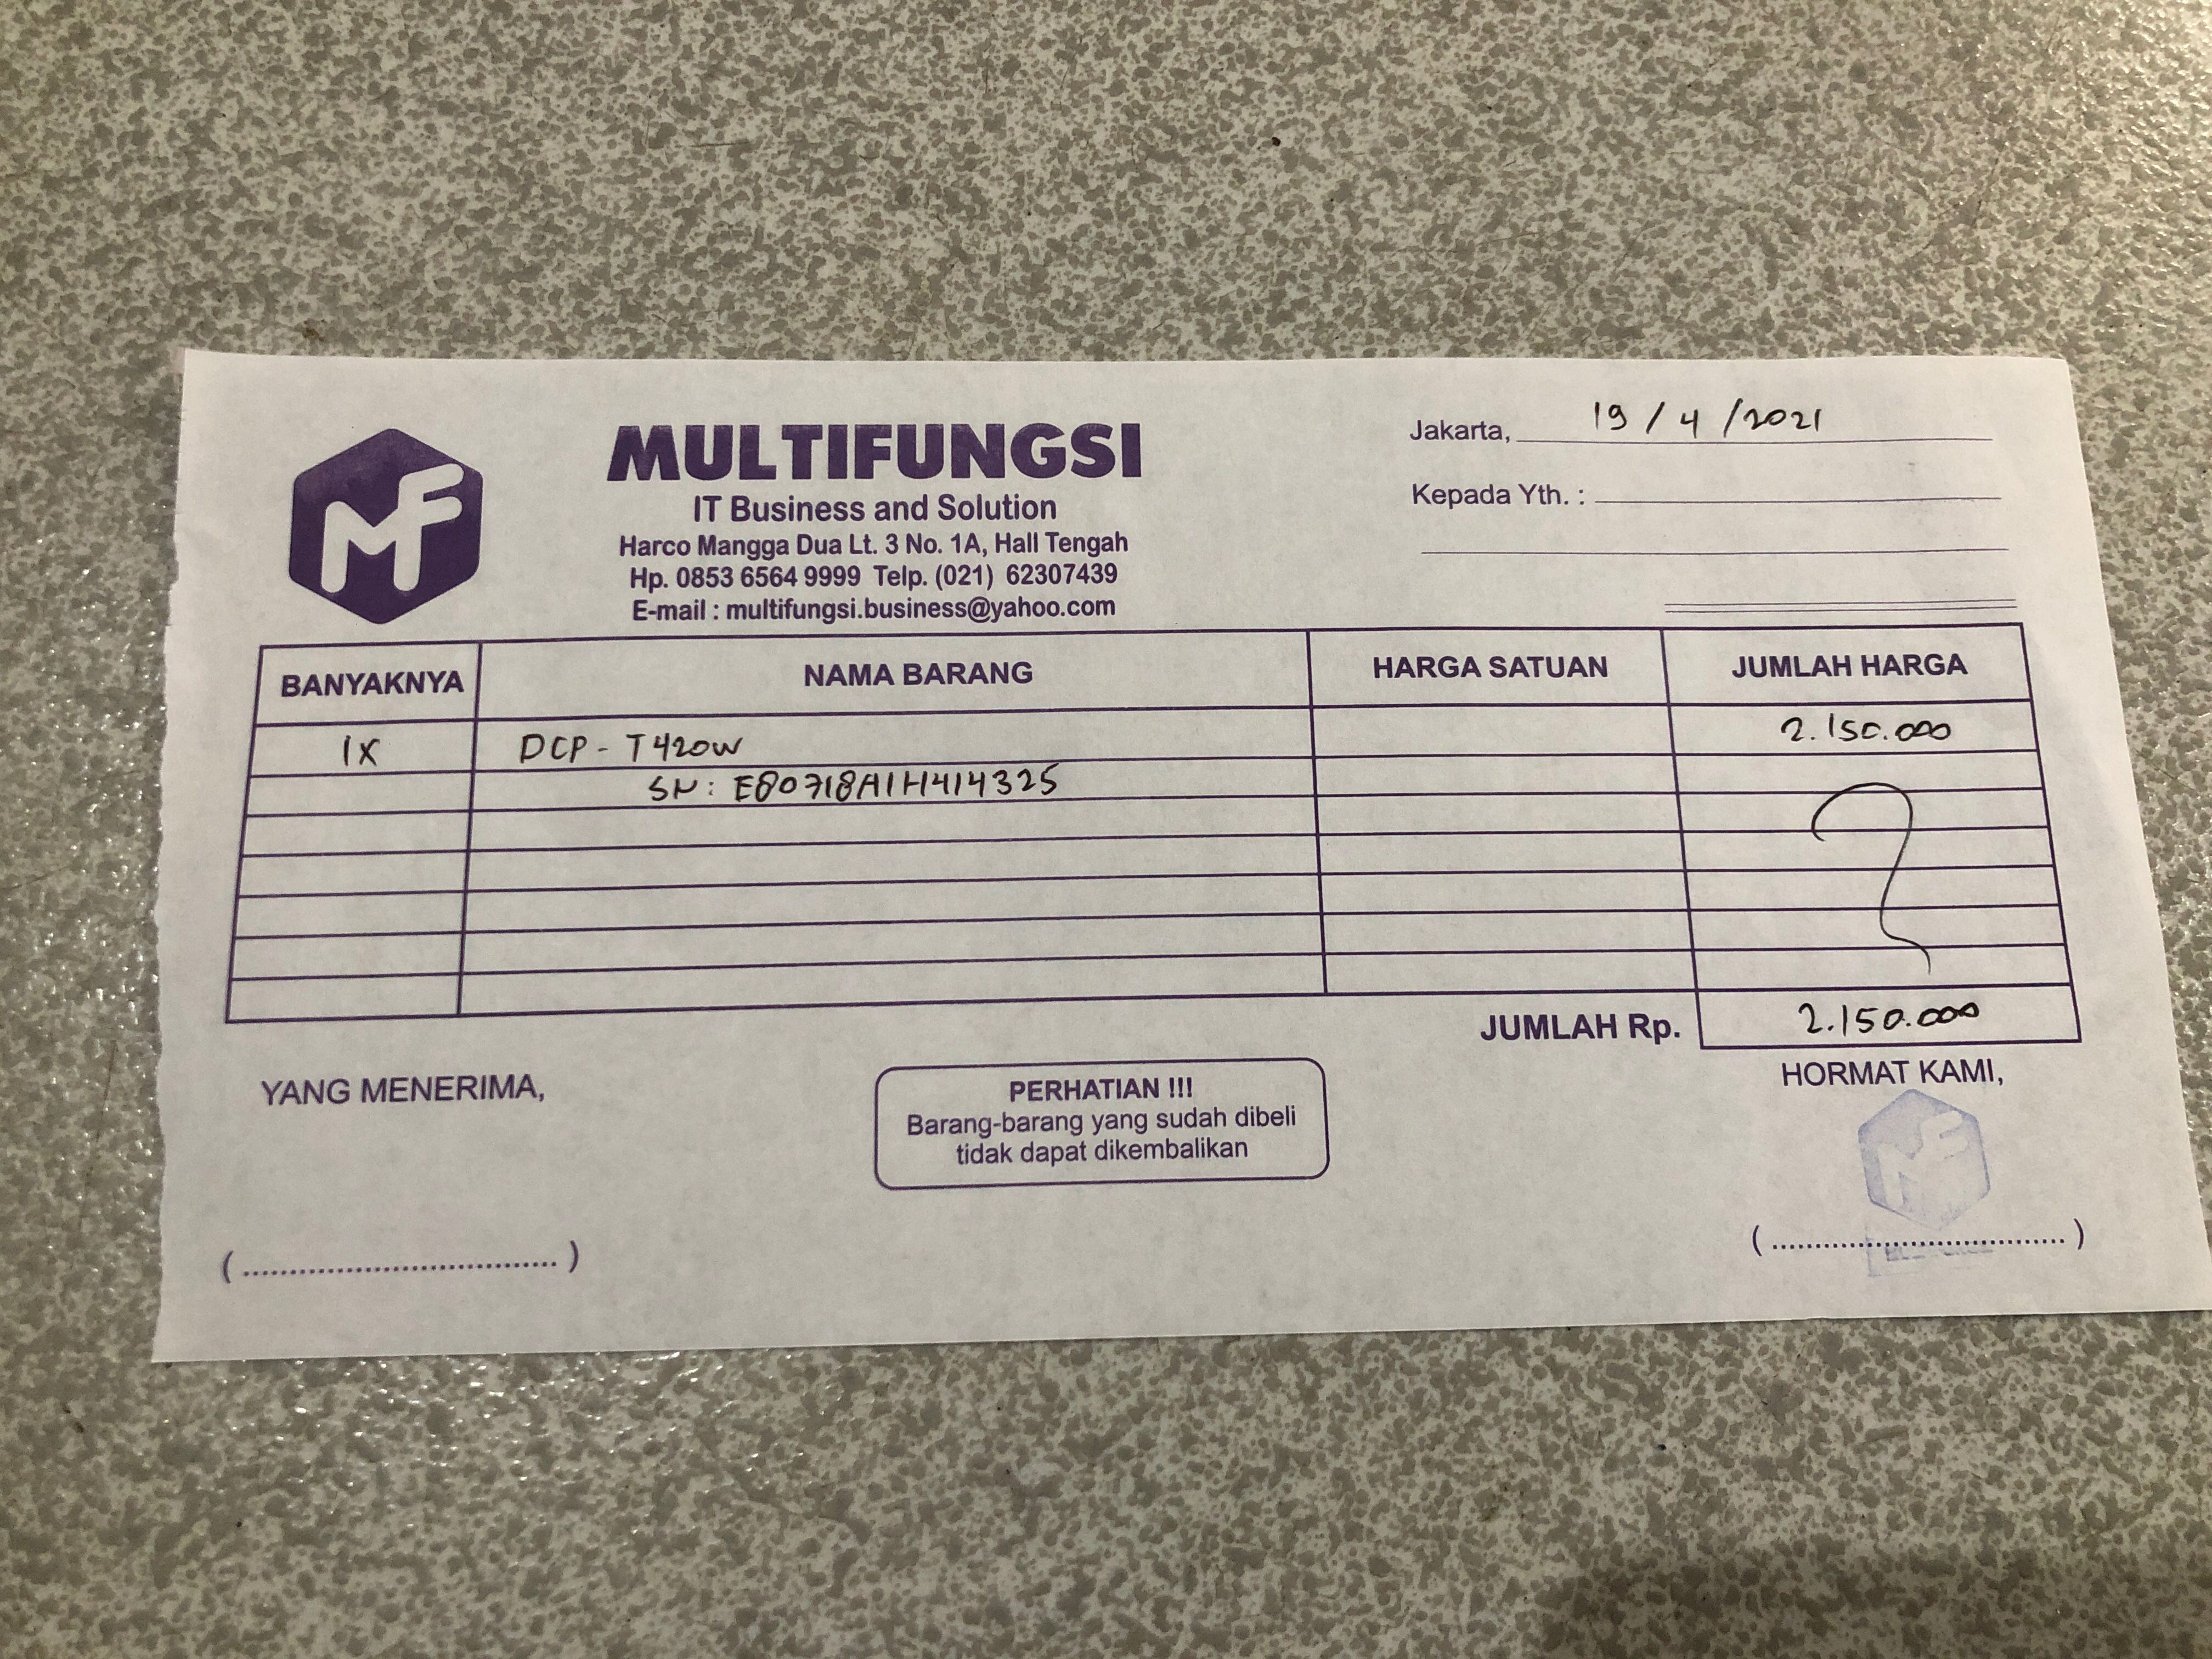 MF
MULTIFUNGSI
IT Business and Solution
Harco Mangga Dua Lt. 3 No. 1A, Hall Tengah
Hp. 0853 6564 9999 Telp. (021) 62307439
E-mail : multifungsi.business@yahoo.com
Jakarta, 19 / 4 / 2021
Kepada Yth. :
BANYAKNYA NAMA BARANG HARGA SATUAN JUMLAH HARGA
1X DCP - T420W 2.150.000
SN : E80718A1H414325
JUMLAH Rp. 2.150.000
YANG MENERIMA,
PERHATIAN !!!
Barang-barang yang sudah dibeli
tidak dapat dikembalikan
HORMAT KAMI,
MF
( .................................. )
( .................................. )